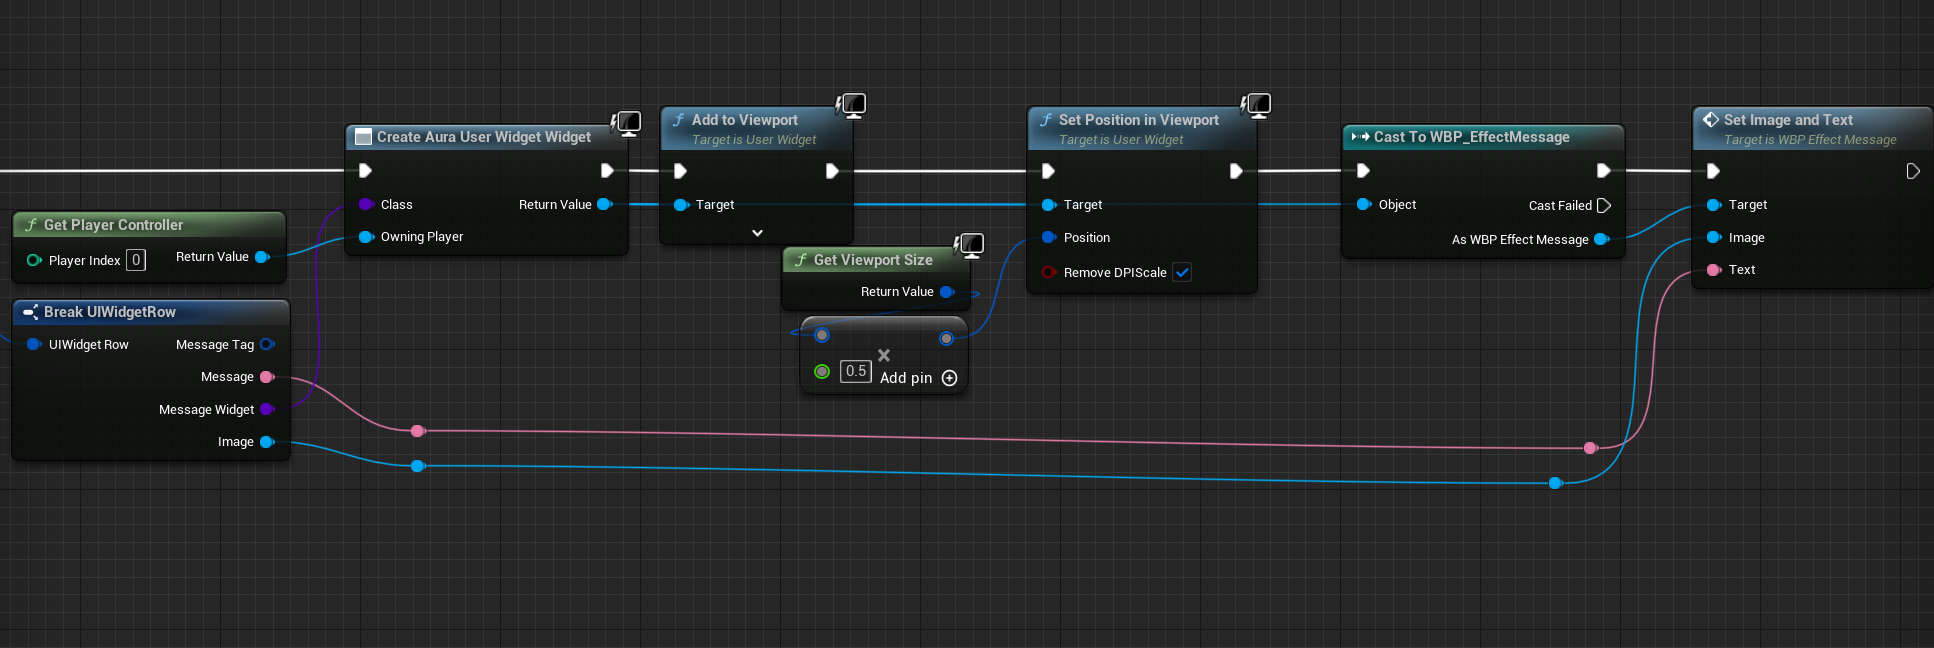 Create Aura User Widget Widget
Class
Return Value
Owning Player
Add to Viewport
Target is User Widget
Target
Set Position in Viewport
Target is User Widget
Target
Position
Remove DPIScale
Cast To WBP_EffectMessage
Object
Cast Failed
As WBP Effect Message
Set Image and Text
Target is WBP Effect Message
Target
Image
Text
Get Player Controller
Player Index 0
Return Value
Get Viewport Size
Return Value
0.5
Add pin
Break UIWidgetRow
UIWidget Row
Message Tag
Message
Message Widget
Image